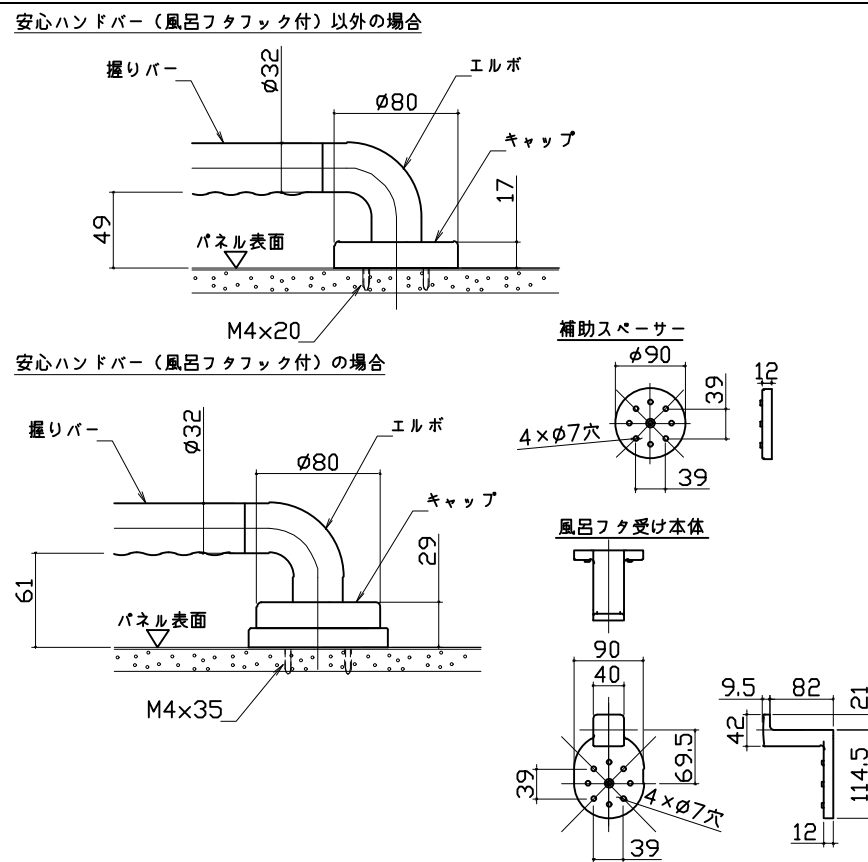 安心ハンドバー（風呂フタフック付）以外の場合
握りバー
ø32
エルボ
ø80
キャップ
17
49
パネル表面
M4×20
補助スペーサー
ø90
12
39
4×ø7穴
39
安心ハンドバー（風呂フタフック付）の場合
握りバー
ø32
エルボ
ø80
キャップ
29
61
パネル表面
M4×35
風呂フタ受け本体
90
40
69.5
39
4×ø7穴
39
9.5
82
21
42
114.5
12